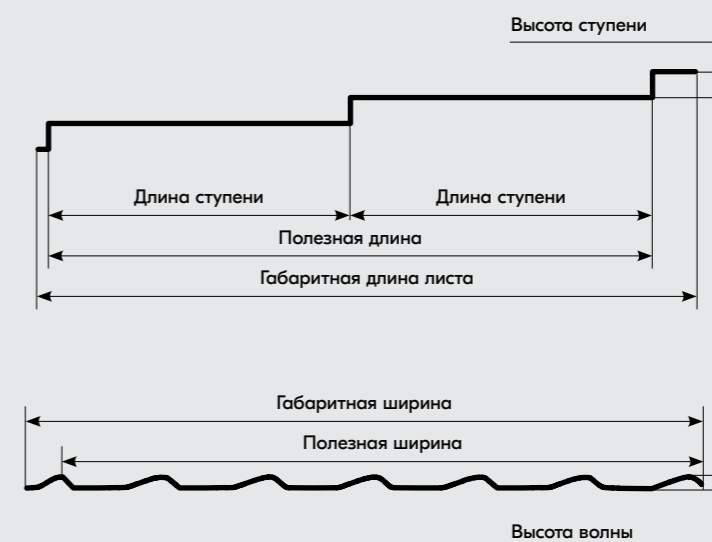 Высота ступени
Длина ступени Длина ступени
Полезная длина
Габаритная длина листа
Габаритная ширина
Полезная ширина
Высота волны